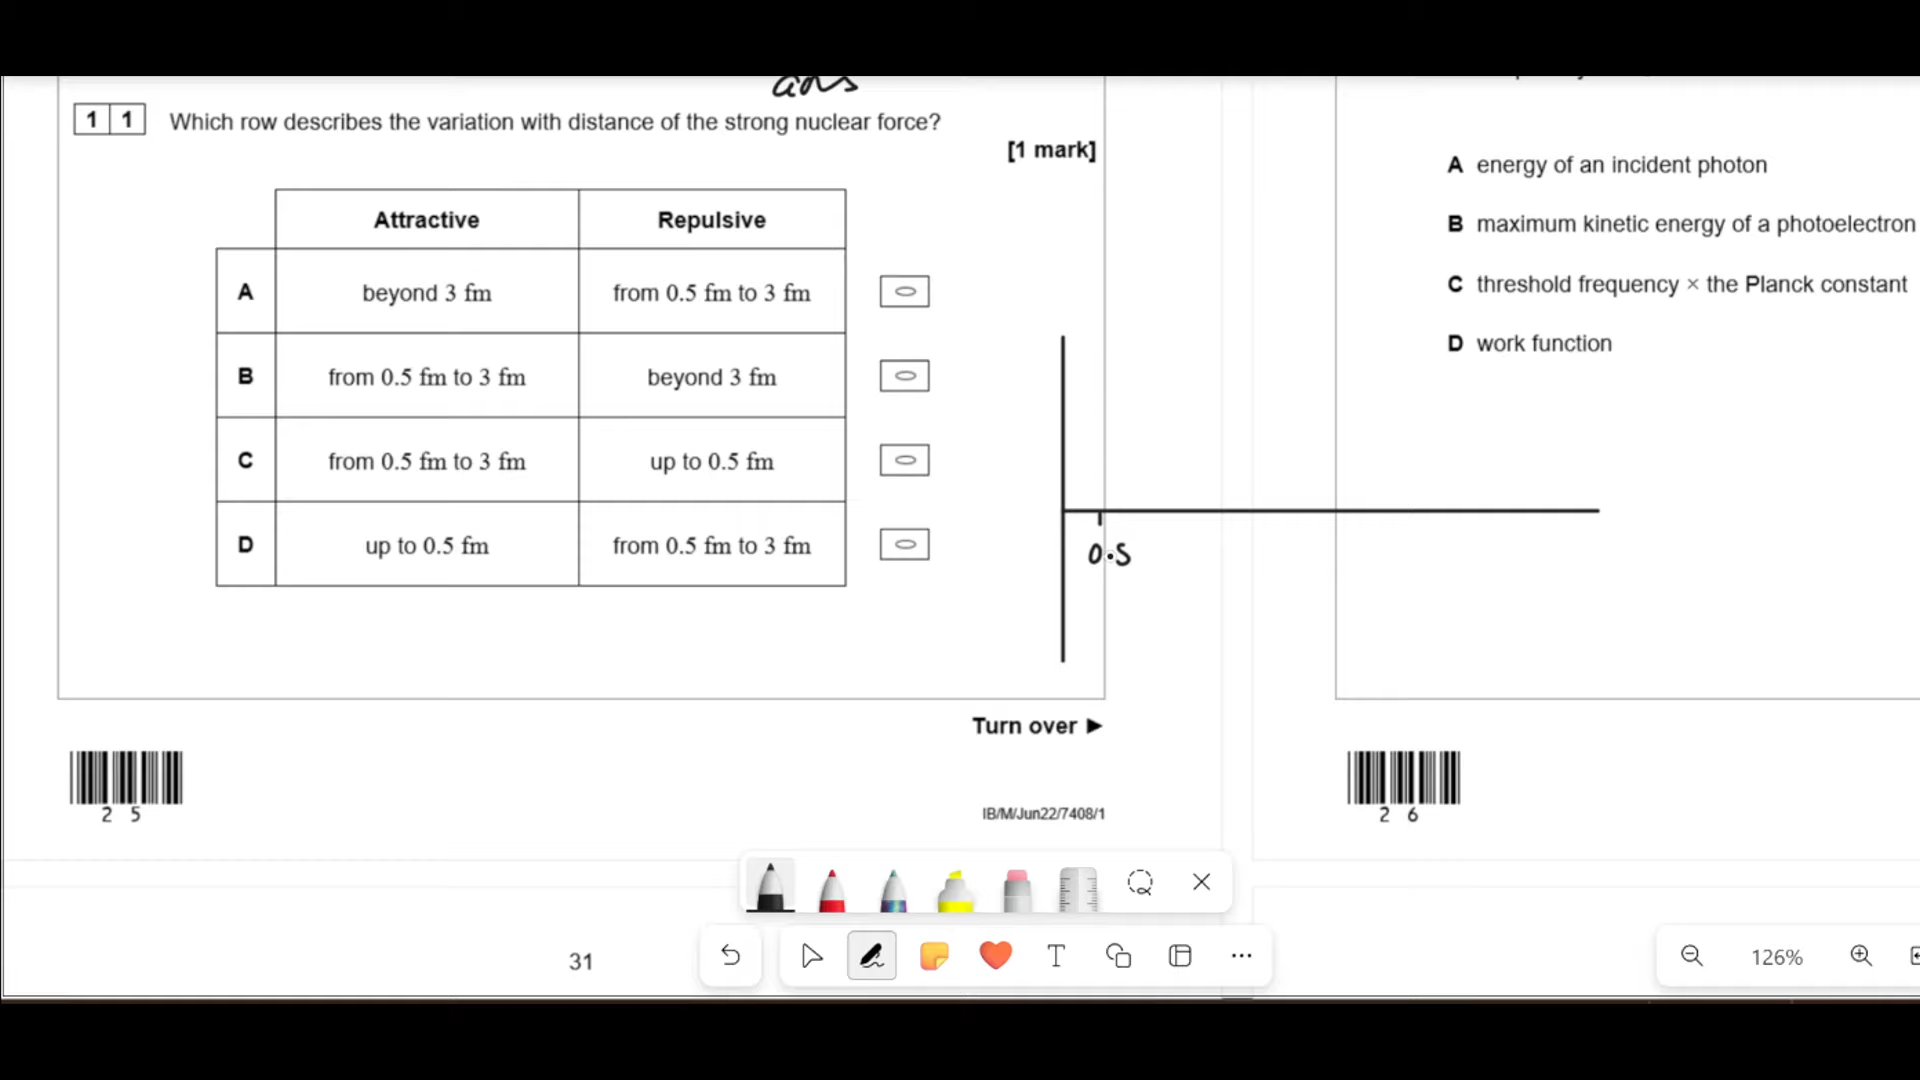 ans
1 1 Which row describes the variation with distance of the strong nuclear force?
[1 mark]
Attractive Repulsive
A beyond 3 fm from 0.5 fm to 3 fm
B from 0.5 fm to 3 fm beyond 3 fm
C from 0.5 fm to 3 fm up to 0.5 fm
D up to 0.5 fm from 0.5 fm to 3 fm
0.5
Turn over ►
2 5
IB/M/Jun22/7408/1
A energy of an incident photon
B maximum kinetic energy of a photoelectron
C threshold frequency × the Planck constant
D work function
2 6
31
T
126%